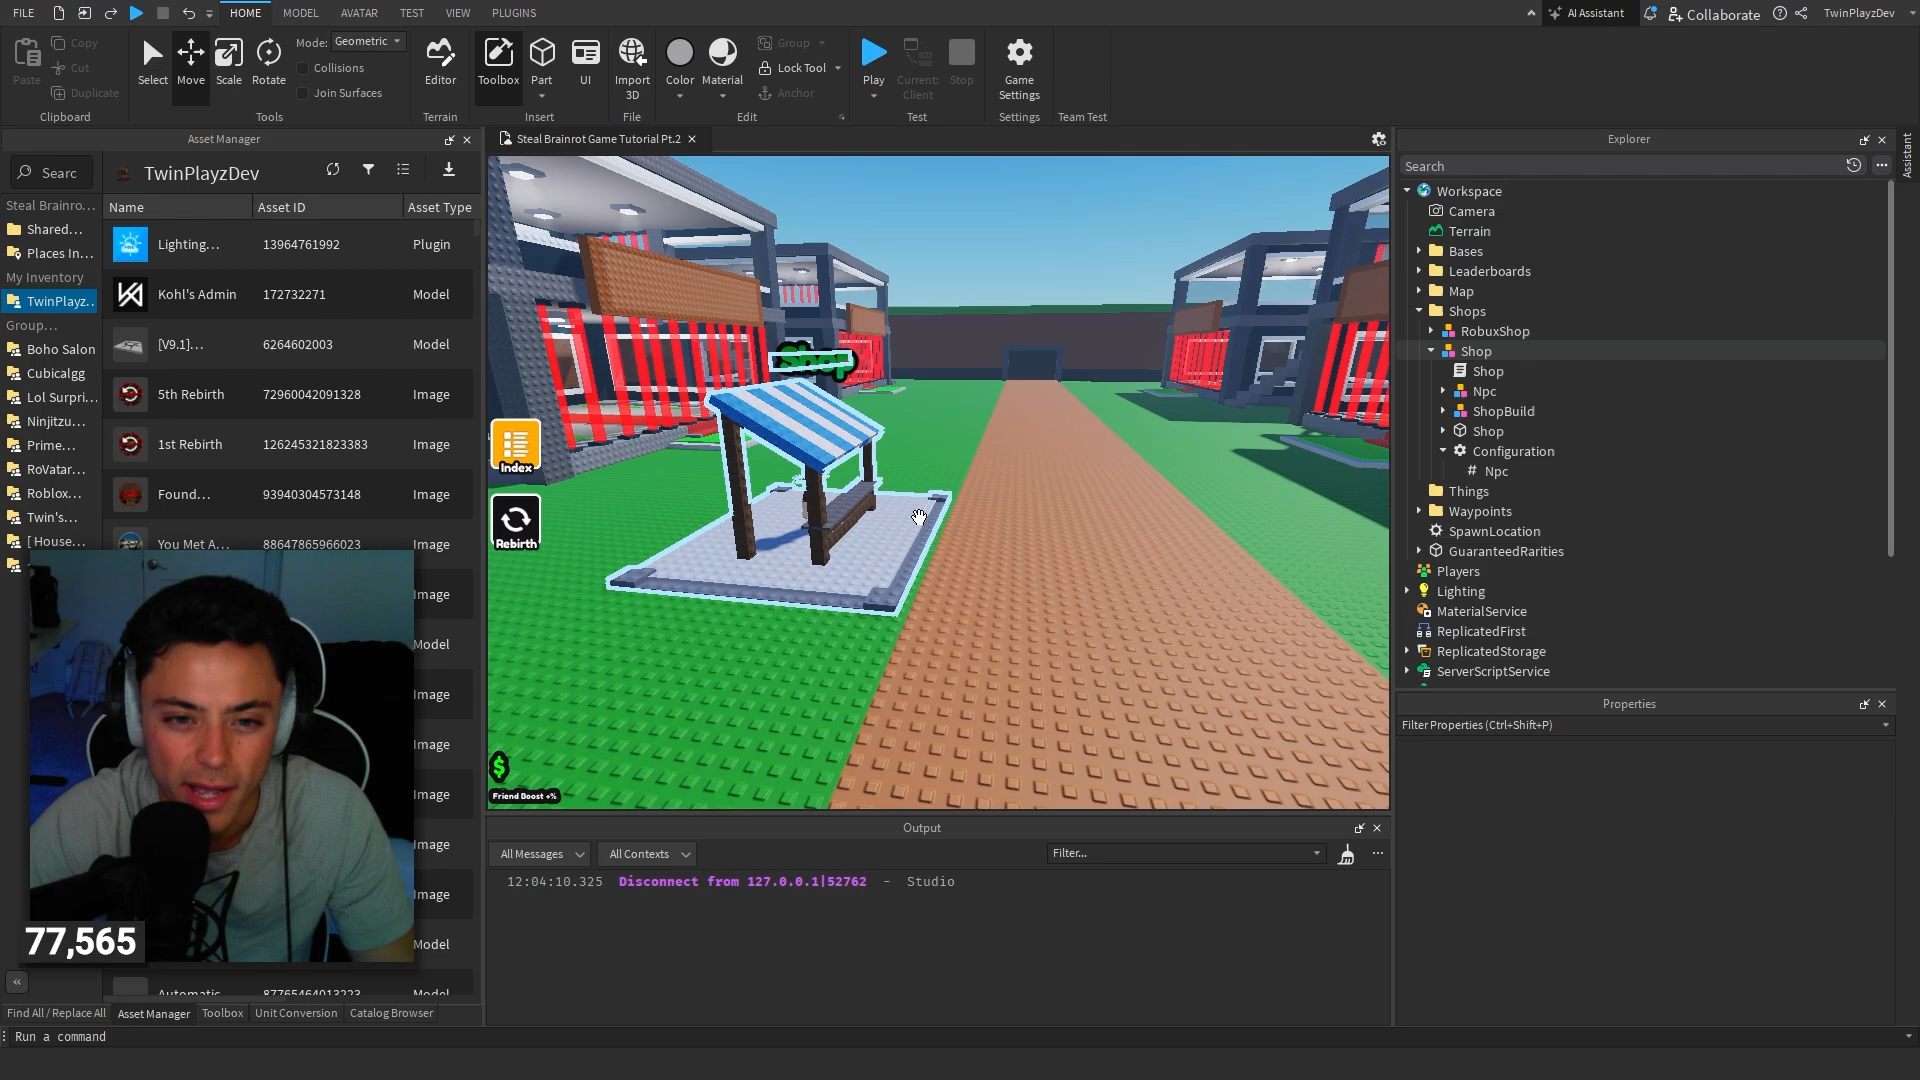 FILE
HOME
MODEL
AVATAR
TEST
VIEW
PLUGINS
AI Assistant
Collaborate
TwinPlayzDev
Paste
Copy
Cut
Duplicate
Clipboard
Select
Move
Scale
Rotate
Mode: Geometric
Collisions
Join Surfaces
Tools
Editor
Terrain
Toolbox
Part
UI
Insert
Import
3D
File
Color
Material
Group
Lock Tool
Anchor
Edit
Play
Current:
Client
Stop
Test
Game
Settings
Settings
Team Test
Asset Manager
Searc
TwinPlayzDev
Steal Brainro...
Shared...
Places In...
My Inventory
TwinPlayz..
Group...
Boho Salon
Cubicalgg
Lol Surpri...
Ninjitzu...
Prime...
RoVatar...
Roblox...
Twin's...
[ House...
Name Asset ID Asset Type
Lighting... 13964761992 Plugin
Kohl's Admin 172732271 Model
[V9.1]... 6264602003 Model
5th Rebirth 72960042091328 Image
1st Rebirth 126245321823383 Image
Found... 93940304573148 Image
You Met A... 88647865966023 Image
Image
Model
Image
Image
Image
Image
Image
Model
Automatic 87765464013223 Model
77,565
Find All / Replace All
Asset Manager
Toolbox
Unit Conversion
Catalog Browser
Run a command
Steal Brainrot Game Tutorial Pt.2
Shop
Index
Rebirth
$
Friend Boost +%
Output
All Messages
All Contexts
Filter...
12:04:10.325 Disconnect from 127.0.0.1|52762 - Studio
Explorer
Search
Workspace
Camera
Terrain
Bases
Leaderboards
Map
Shops
RobuxShop
Shop
Shop
Npc
ShopBuild
Shop
Configuration
# Npc
Things
Waypoints
SpawnLocation
GuaranteedRarities
Players
Lighting
MaterialService
ReplicatedFirst
ReplicatedStorage
ServerScriptService
Properties
Filter Properties (Ctrl+Shift+P)
Assistant